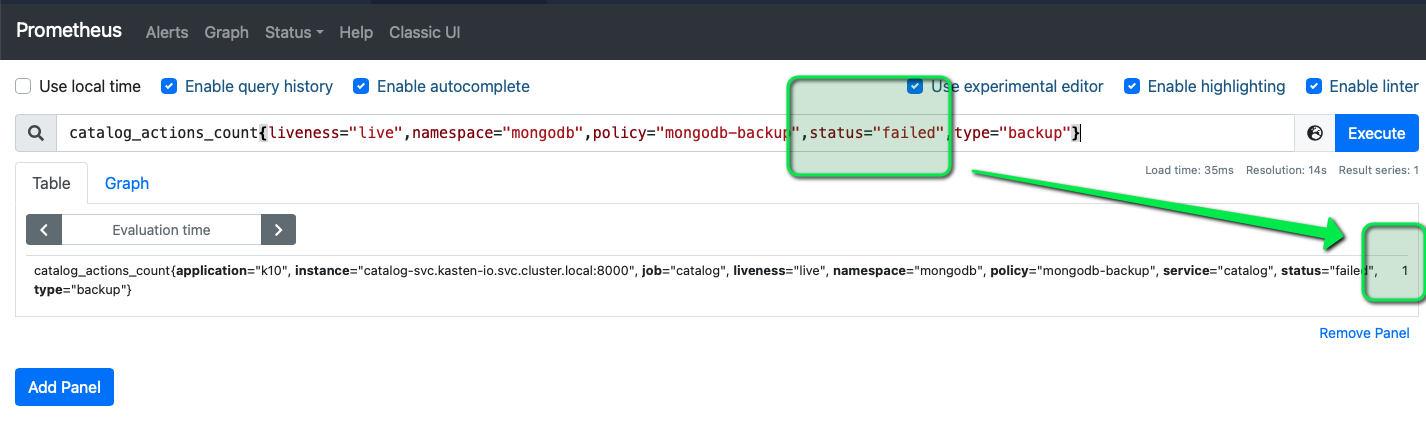 Prometheus Alerts Graph Status Help Classic UI
Use local time Enable query history Enable autocomplete Use experimental editor Enable highlighting Enable linter
catalog_actions_count{liveness="live",namespace="mongodb",policy="mongodb-backup",status="failed",type="backup"} Execute
Load time: 35ms Resolution: 14s Result series: 1
Table Graph
Evaluation time
catalog_actions_count{application="k10", instance="catalog-svc.kasten-io.svc.cluster.local:8000", job="catalog", liveness="live", namespace="mongodb", policy="mongodb-backup", service="catalog", status="failed", 1
type="backup"}
Remove Panel
Add Panel